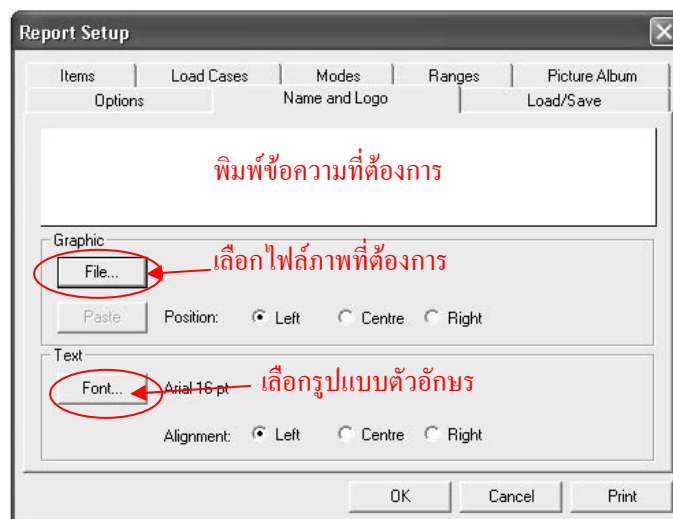 Report Setup
Items Load Cases Modes Ranges Picture Album
Options Name and Logo Load/Save
พิมพ์ข้อความที่ต้องการ
Graphic
File... เลือกไฟล์ภาพที่ต้องการ
Paste Position: Left Centre Right
Text
Font... Arial 16 pt เลือกรูปแบบตัวอักษร
Alignment: Left Centre Right
OK Cancel Print